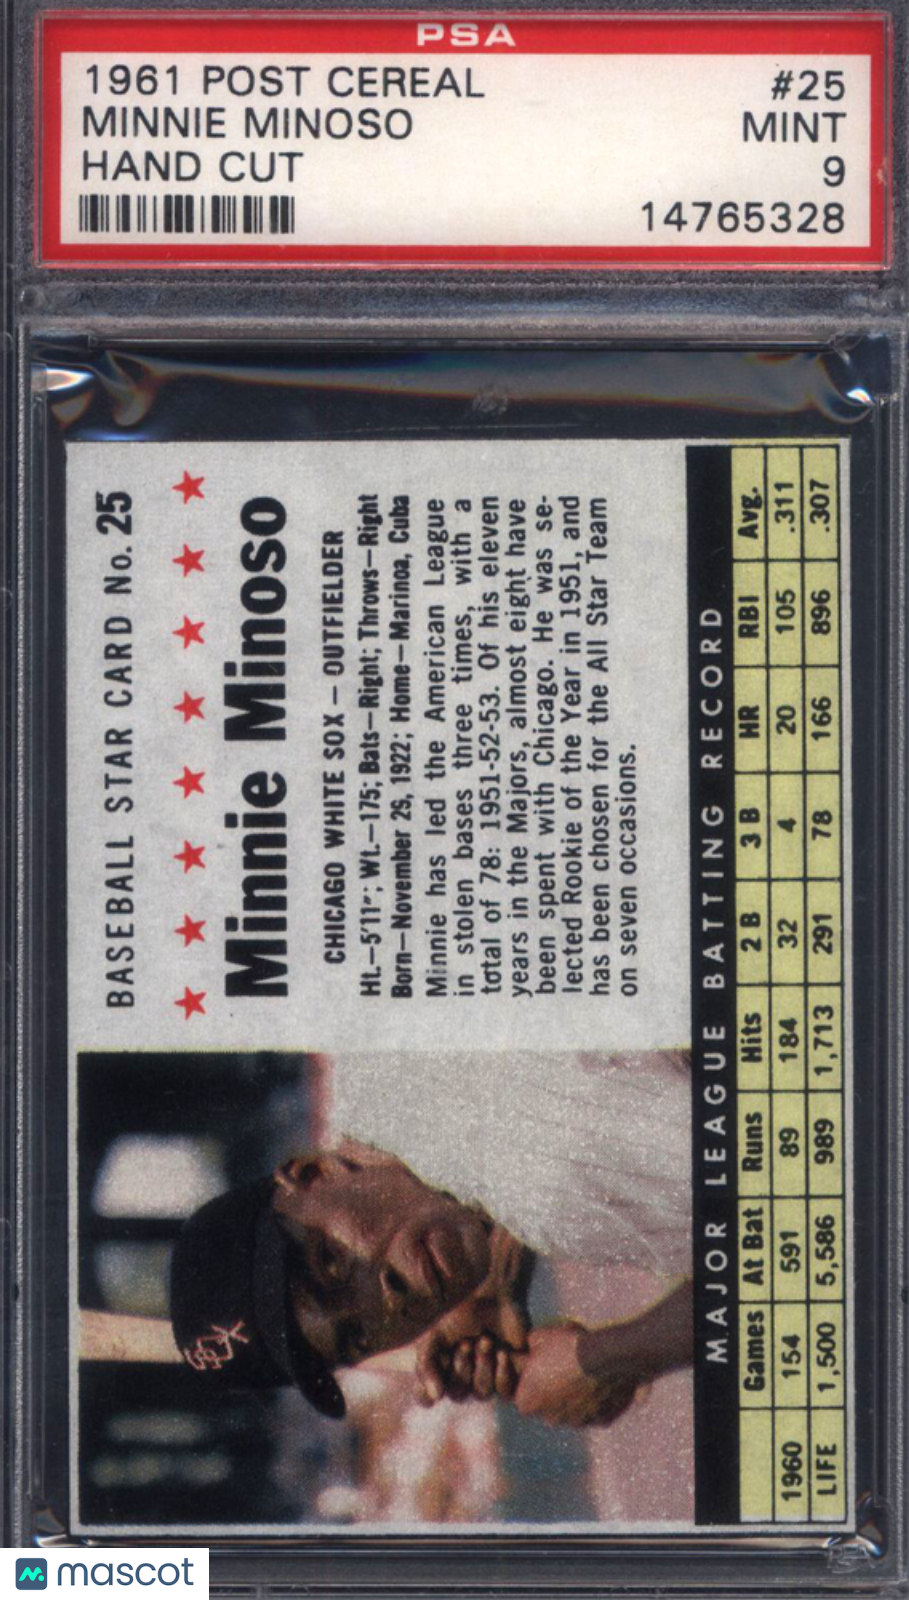 PSA
1961 POST CEREAL #25
MINNIE MINOSO MINT
HAND CUT 9
14765328
BASEBALL STAR CARD No. 25
Minnie Minoso
CHICAGO WHITE SOX – OUTFIELDER
Ht.–5'11"; Wt.–175; Bats–Right; Throws–Right
Born–November 29, 1922; Home–Marinoa, Cuba
Minnie has led the American League
in stolen bases three times, with a
total of 78: 1951-52-53. Of his eleven
years in the Majors, almost eight have
been spent with Chicago. He was se-
lected Rookie of the Year in 1951, and
has been chosen for the All Star Team
on seven occasions.
MAJOR LEAGUE BATTING RECORD
Games At Bat Runs Hits 2 B 3 B HR RBI Avg.
1960 154 591 89 184 32 4 20 105 .311
LIFE 1,500 5,586 989 1,713 291 78 166 896 .307
SOX
mascot